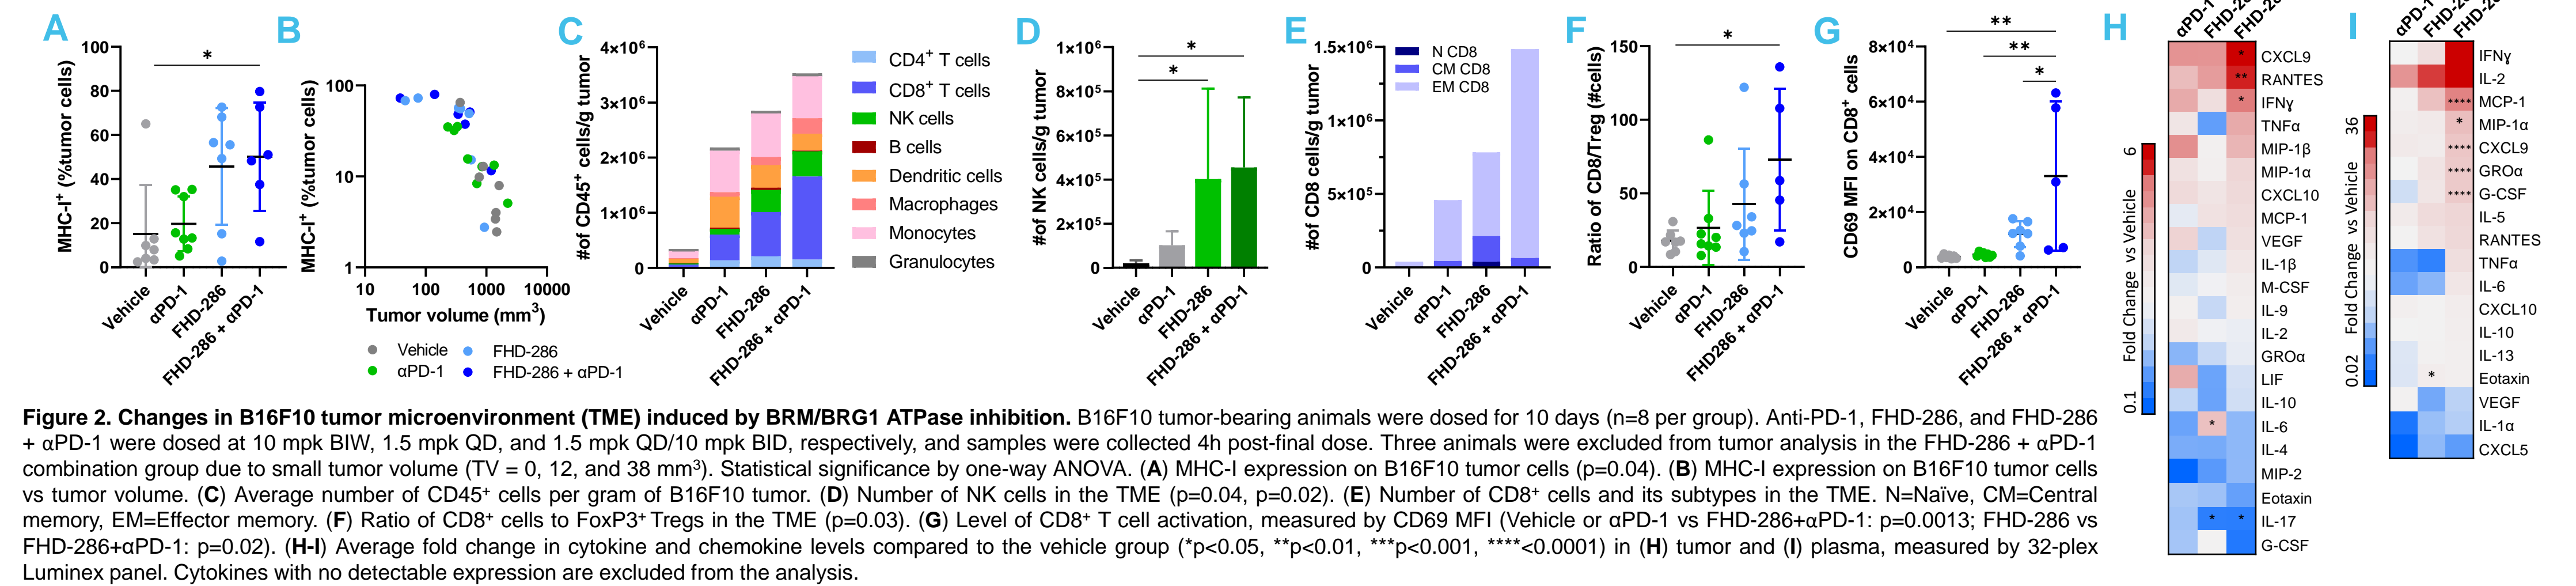 A
MHC-I+ (%tumor cells)
100
80
60
40
20
0
*
Vehicle
αPD-1
FHD-286
FHD-286 + αPD-1
B
MHC-I+ (%tumor cells)
100
10
1
10
100
1000
10000
Tumor volume (mm3)
Vehicle
FHD-286
αPD-1
FHD-286 + αPD-1
C
#of CD45+ cells/g tumor
4×10⁶
3×10⁶
2×10⁶
1×10⁶
0
Vehicle
αPD-1
FHD-286
FHD-286 + αPD-1
CD4+ T cells
CD8+ T cells
NK cells
B cells
Dendritic cells
Macrophages
Monocytes
Granulocytes
D
#of NK cells/g tumor
1×10⁶
8×10⁵
6×10⁵
4×10⁵
2×10⁵
0
*
*
Vehicle
αPD-1
FHD-286
FHD-286 + αPD-1
E
#of CD8 cells/g tumor
1.5×10⁶
1×10⁶
5×10⁵
0
N CD8
CM CD8
EM CD8
Vehicle
αPD-1
FHD-286
FHD-286 + αPD-1
F
Ratio of CD8/Treg (#cells)
150
100
50
0
*
Vehicle
αPD-1
FHD-286
FHD286 + αPD-1
G
CD69 MFI on CD8+ cells
8×10⁴
6×10⁴
4×10⁴
2×10⁴
0
**
**
*
Vehicle
αPD-1
FHD-286
FHD-286 + αPD-1
H
αPD-1
6
Fold Change vs Vehicle
0.1
* CXCL9
** RANTES
* IFNɣ
TNFα
MIP-1β
MIP-1α
CXCL10
MCP-1
VEGF
IL-1β
M-CSF
IL-9
IL-2
GROα
LIF
IL-10
* IL-6
IL-4
MIP-2
Eotaxin
* * IL-17
G-CSF
I
αPD-1
36
Fold Change vs Vehicle
0.02
IFNɣ
IL-2
**** MCP-1
* MIP-1α
**** CXCL9
**** GROα
**** G-CSF
IL-5
RANTES
TNFα
IL-6
CXCL10
IL-10
IL-13
* Eotaxin
VEGF
IL-1α
CXCL5
Figure 2. Changes in B16F10 tumor microenvironment (TME) induced by BRM/BRG1 ATPase inhibition. B16F10 tumor-bearing animals were dosed for 10 days (n=8 per group). Anti-PD-1, FHD-286, and FHD-286
+ αPD-1 were dosed at 10 mpk BIW, 1.5 mpk QD, and 1.5 mpk QD/10 mpk BID, respectively, and samples were collected 4h post-final dose. Three animals were excluded from tumor analysis in the FHD-286 + αPD-1
combination group due to small tumor volume (TV = 0, 12, and 38 mm3). Statistical significance by one-way ANOVA. (A) MHC-I expression on B16F10 tumor cells (p=0.04). (B) MHC-I expression on B16F10 tumor cells
vs tumor volume. (C) Average number of CD45+ cells per gram of B16F10 tumor. (D) Number of NK cells in the TME (p=0.04, p=0.02). (E) Number of CD8+ cells and its subtypes in the TME. N=Naïve, CM=Central
memory, EM=Effector memory. (F) Ratio of CD8+ cells to FoxP3+ Tregs in the TME (p=0.03). (G) Level of CD8+ T cell activation, measured by CD69 MFI (Vehicle or αPD-1 vs FHD-286+αPD-1: p=0.0013; FHD-286 vs
FHD-286+αPD-1: p=0.02). (H-I) Average fold change in cytokine and chemokine levels compared to the vehicle group (*p<0.05, **p<0.01, ***p<0.001, ****<0.0001) in (H) tumor and (I) plasma, measured by 32-plex
Luminex panel. Cytokines with no detectable expression are excluded from the analysis.